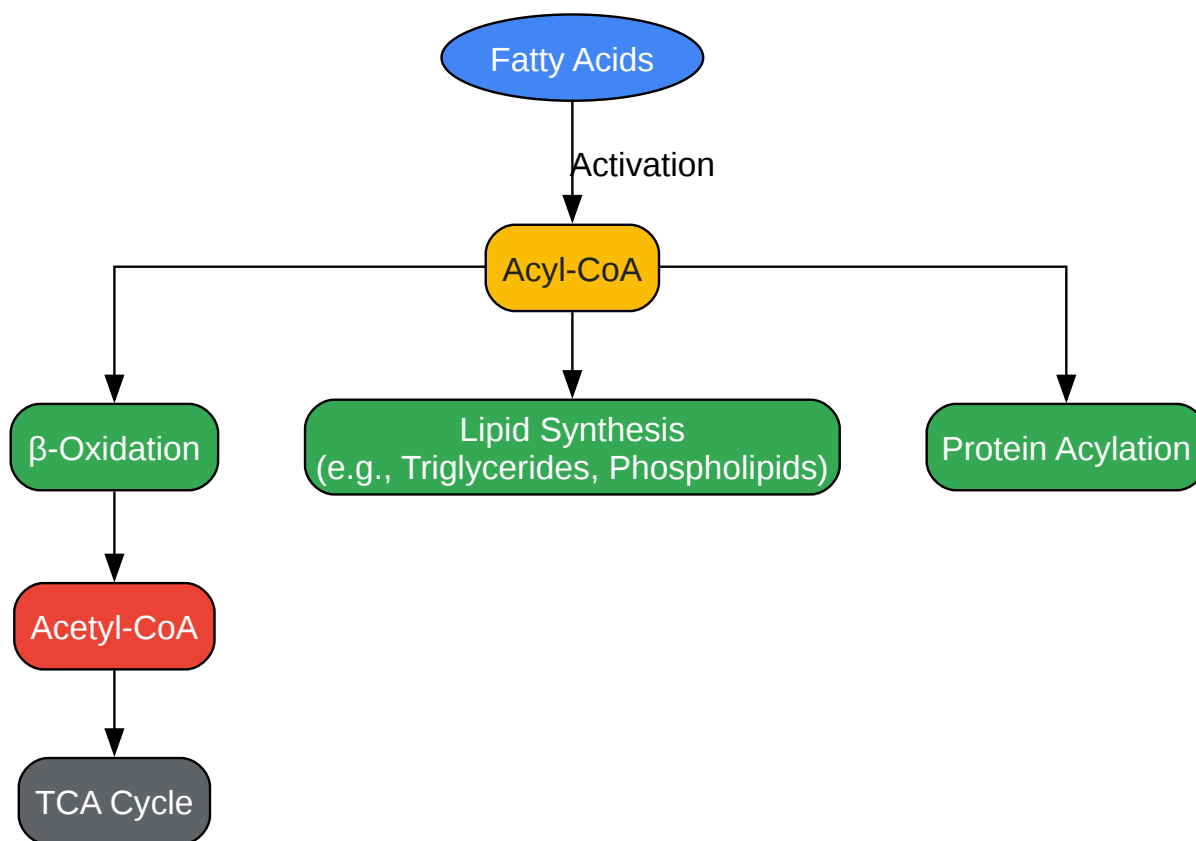 Fatty Acids
Activation
Acyl-CoA
β-Oxidation
Lipid Synthesis
(e.g., Triglycerides, Phospholipids)
Protein Acylation
Acetyl-CoA
TCA Cycle